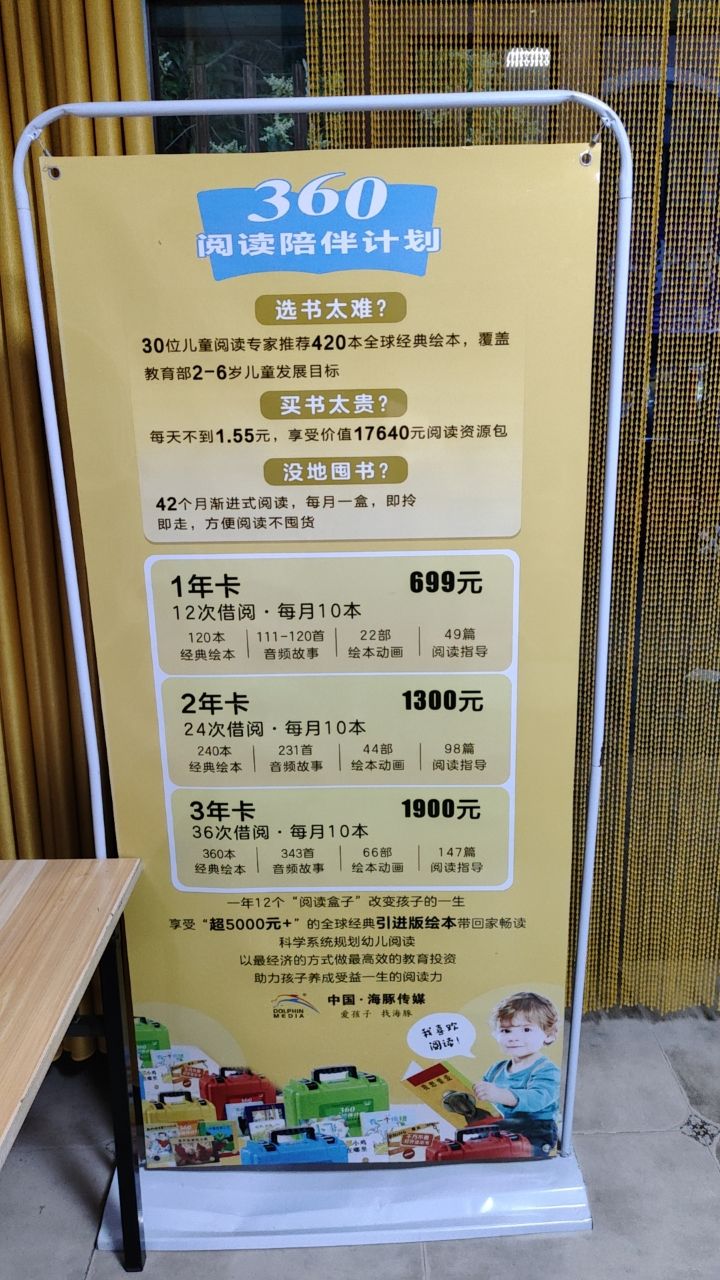 360
阅读陪伴计划
选书太难?
30位儿童阅读专家推荐420本全球经典绘本，覆盖
教育部2-6岁儿童发展目标
买书太贵?
每天不到1.55元，享受价值17640元阅读资源包
没地囤书?
42个月渐进式阅读，每月一盒，即拎
即走，方便阅读不囤货
1年卡 699元
12次借阅·每月10本
120本 111-120首 22部 49篇
经典绘本 音频故事 绘本动画 阅读指导
2年卡 1300元
24次借阅·每月10本
240本 231首 44部 98篇
经典绘本 音频故事 绘本动画 阅读指导
3年卡 1900元
36次借阅·每月10本
360本 343首 66部 147篇
经典绘本 音频故事 绘本动画 阅读指导
一年12个“阅读盒子”改变孩子的一生
享受“超5000元+”的全球经典引进版绘本带回家畅读
科学系统规划幼儿阅读
以最经济的方式做最高效的教育投资
助力孩子养成受益一生的阅读力
DOLPHIN
MEDIA
中国·海豚传媒
爱孩子 找海豚
我喜欢
阅读!
360